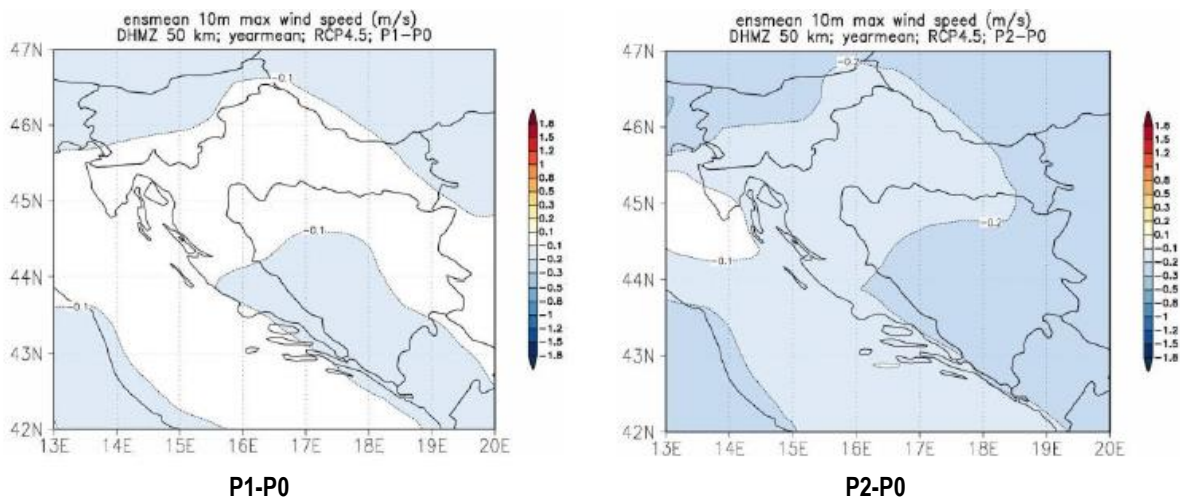 ensmean 10m max wind speed (m/s)
DHMZ 50 km; yearmean; RCP4.5; P1-P0
47N
46N
45N
44N
43N
42N
13E 14E 15E 16E 17E 18E 19E 20E
-0.1
-0.1
-0.1
1.8
1.5
1.2
1
0.8
0.5
0.3
0.2
0.1
-0.1
-0.2
-0.3
-0.5
-0.8
-1
-1.2
-1.5
-1.8
P1-P0
ensmean 10m max wind speed (m/s)
DHMZ 50 km; yearmean; RCP4.5; P2-P0
47N
46N
45N
44N
43N
42N
13E 14E 15E 16E 17E 18E 19E 20E
-0.2
-0.2
-0.1
1.8
1.5
1.2
1
0.8
0.5
0.3
0.2
0.1
-0.1
-0.2
-0.3
-0.5
-0.8
-1
-1.2
-1.5
-1.8
P2-P0